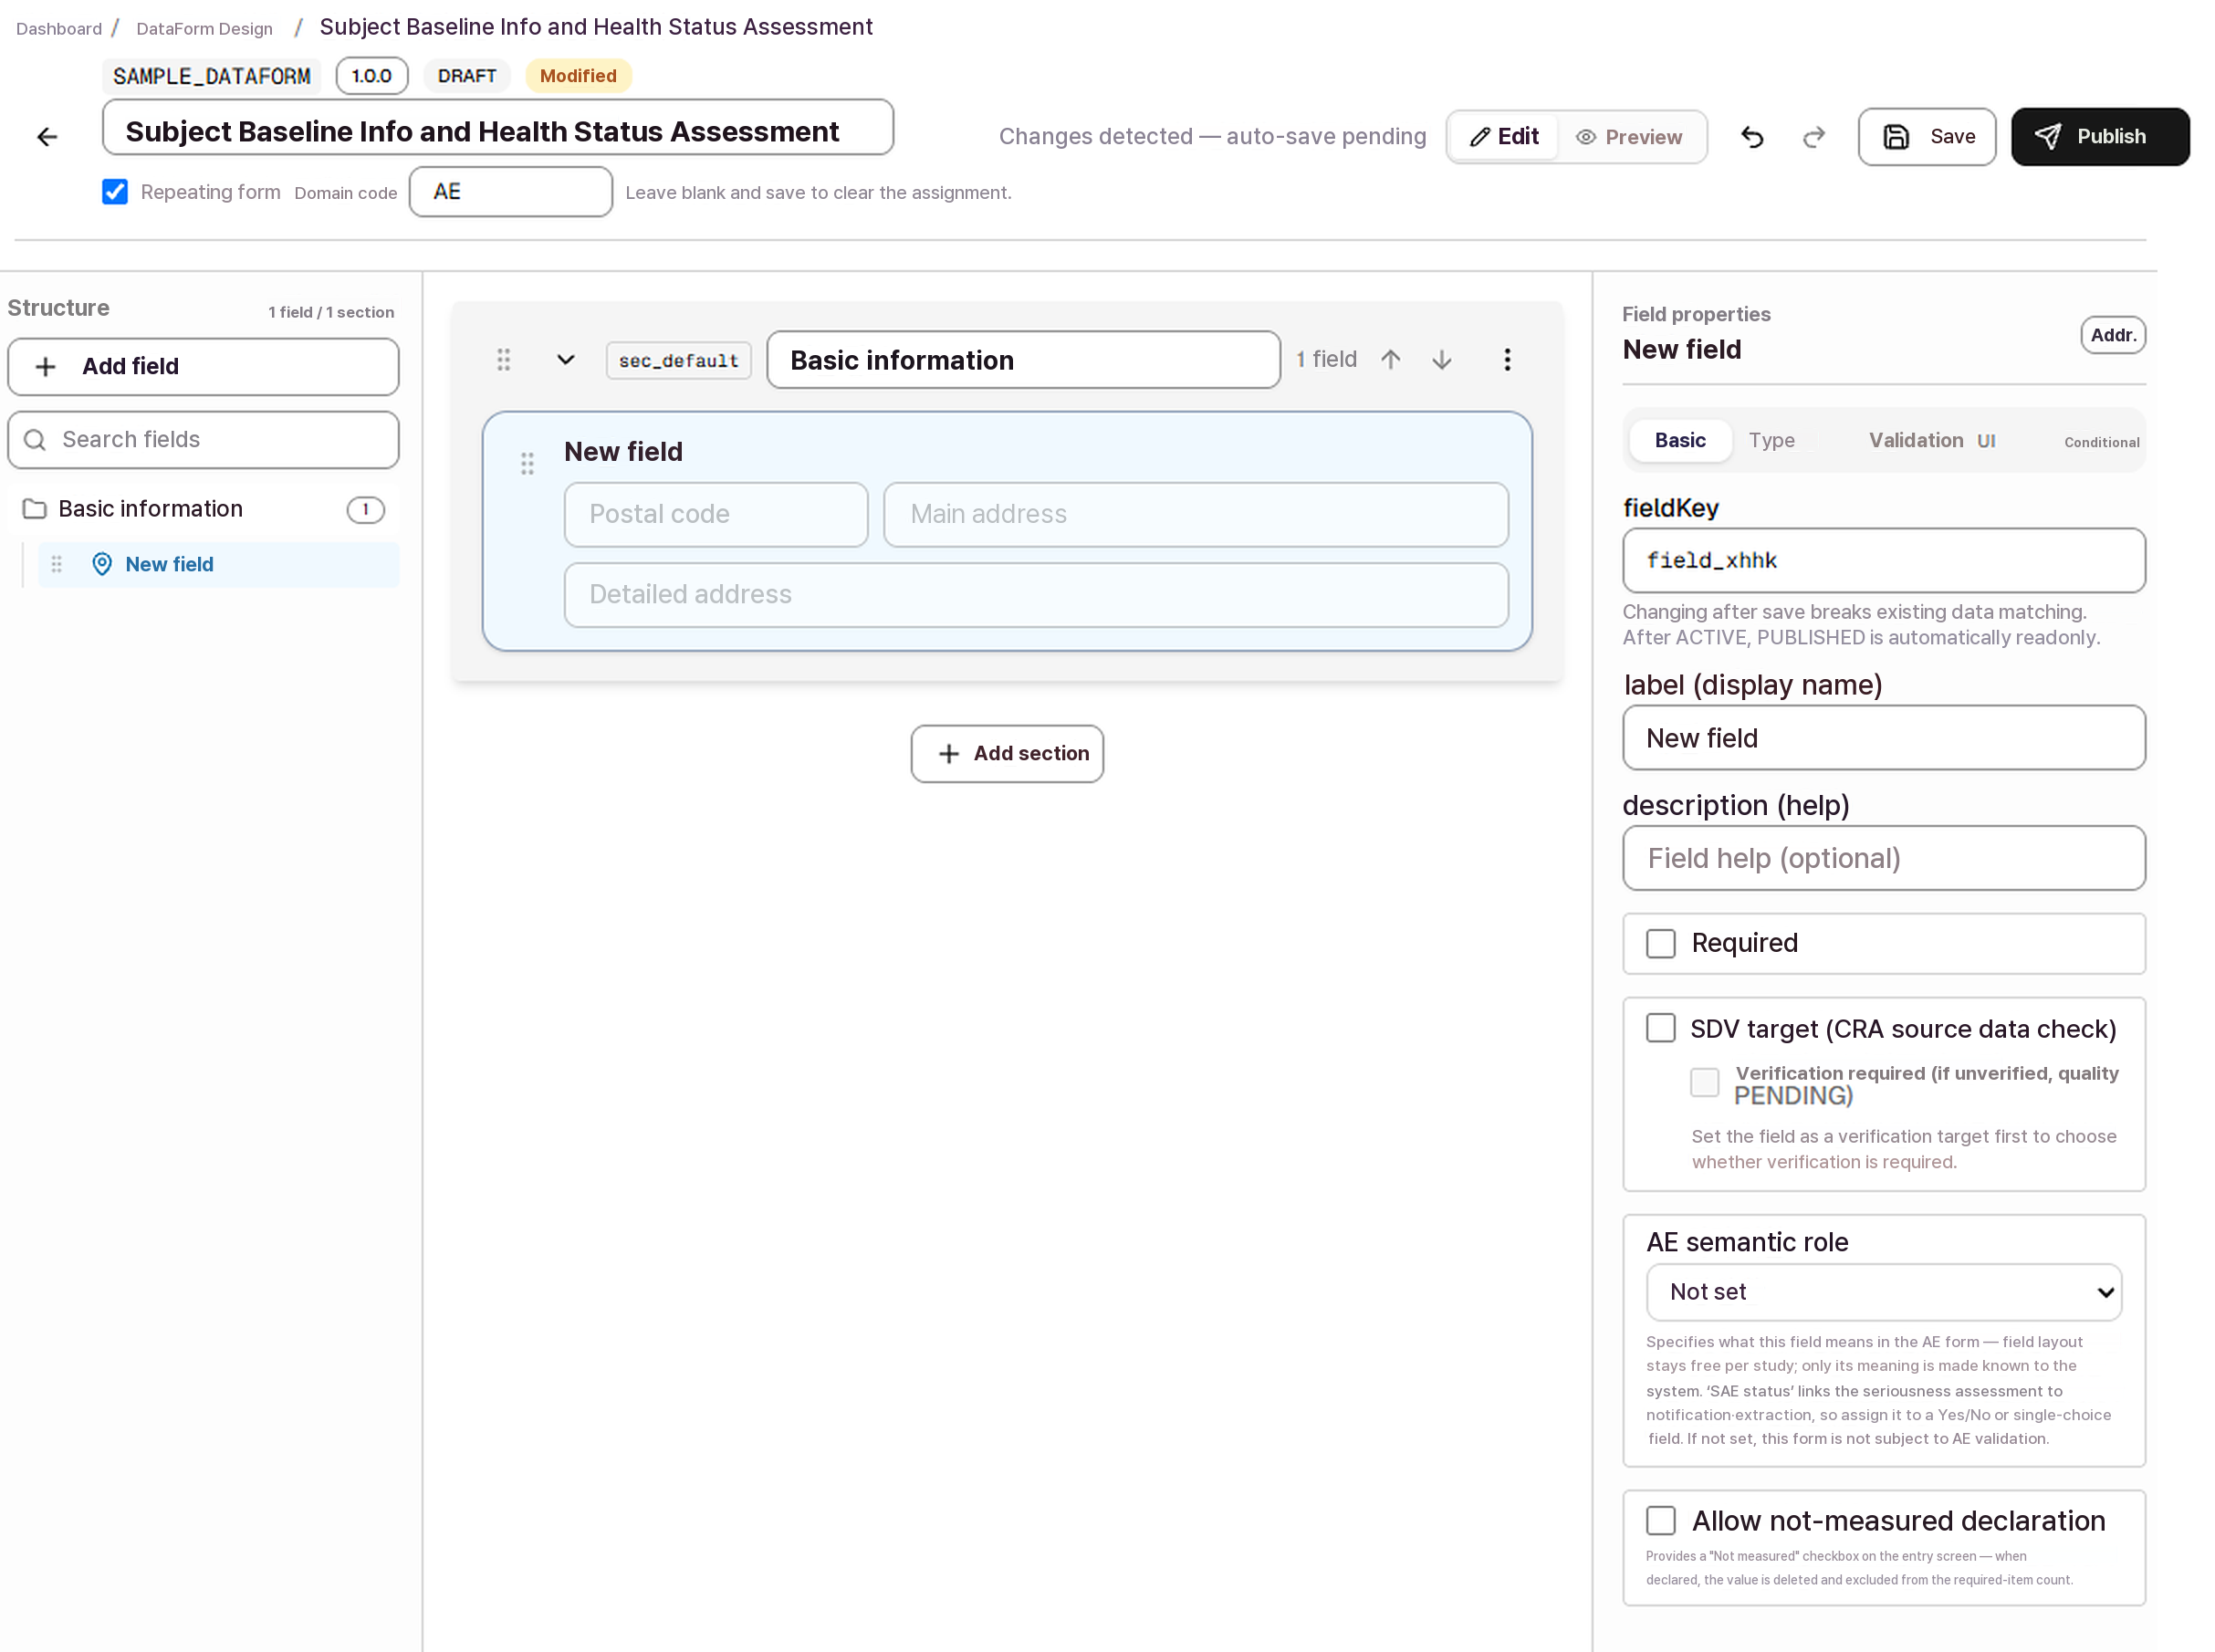 Dashboard / DataForm Design / Subject Baseline Info and Health Status Assessment
SAMPLE_DATAFORM 1.0.0 DRAFT Modified
Subject Baseline Info and Health Status Assessment
Changes detected — auto-save pending Edit Preview Save Publish
Repeating form Domain code AE Leave blank and save to clear the assignment.
Structure 1 field / 1 section
Add field
Search fields
Basic information 1
New field
sec_default Basic information 1 field
New field
Postal code Main address
Detailed address
Add section
Field properties
New field Addr.
Basic Type Validation UI Conditional
fieldKey
field_xhhk
Changing after save breaks existing data matching.
After ACTIVE, PUBLISHED is automatically readonly.
label (display name)
New field
description (help)
Field help (optional)
Required
SDV target (CRA source data check)
Verification required (if unverified, quality
PENDING)
Set the field as a verification target first to choose
whether verification is required.
AE semantic role
Not set
Specifies what this field means in the AE form — field layout
stays free per study; only its meaning is made known to the
system. ‘SAE status’ links the seriousness assessment to
notification·extraction, so assign it to a Yes/No or single-choice
field. If not set, this form is not subject to AE validation.
Allow not-measured declaration
Provides a "Not measured" checkbox on the entry screen — when
declared, the value is deleted and excluded from the required-item count.